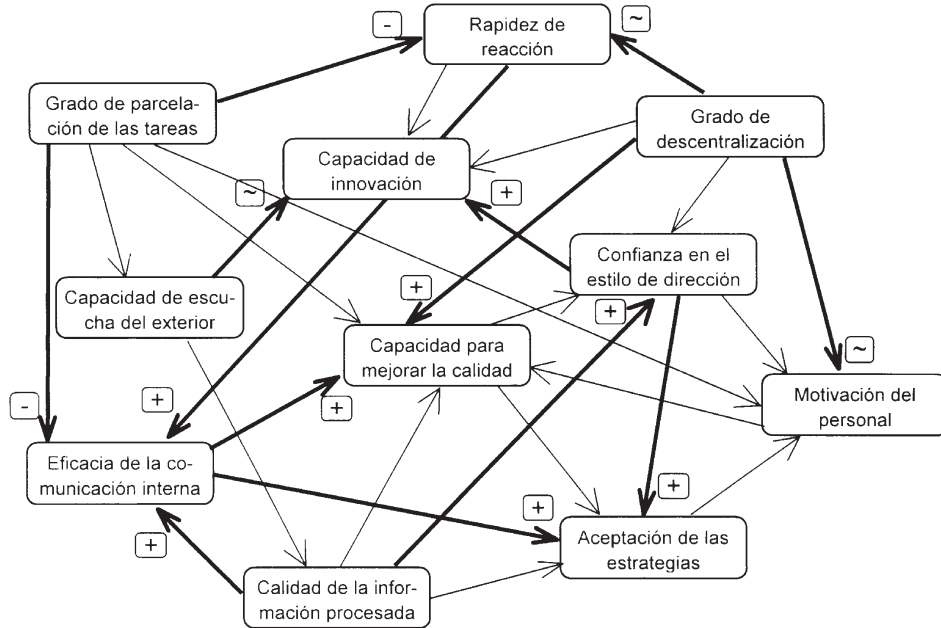 Rapidez de
reacción
-
~
Grado de parcela-
ción de las tareas
Grado de
descentralización
Capacidad de
innovación
~
+
Confianza en el
estilo de dirección
Capacidad de escu-
cha del exterior
+
+
Capacidad para
mejorar la calidad
~
Motivación del
personal
-
+
+
Eficacia de la co-
municación interna
+
+
+
Aceptación de las
estrategias
Calidad de la infor-
mación procesada